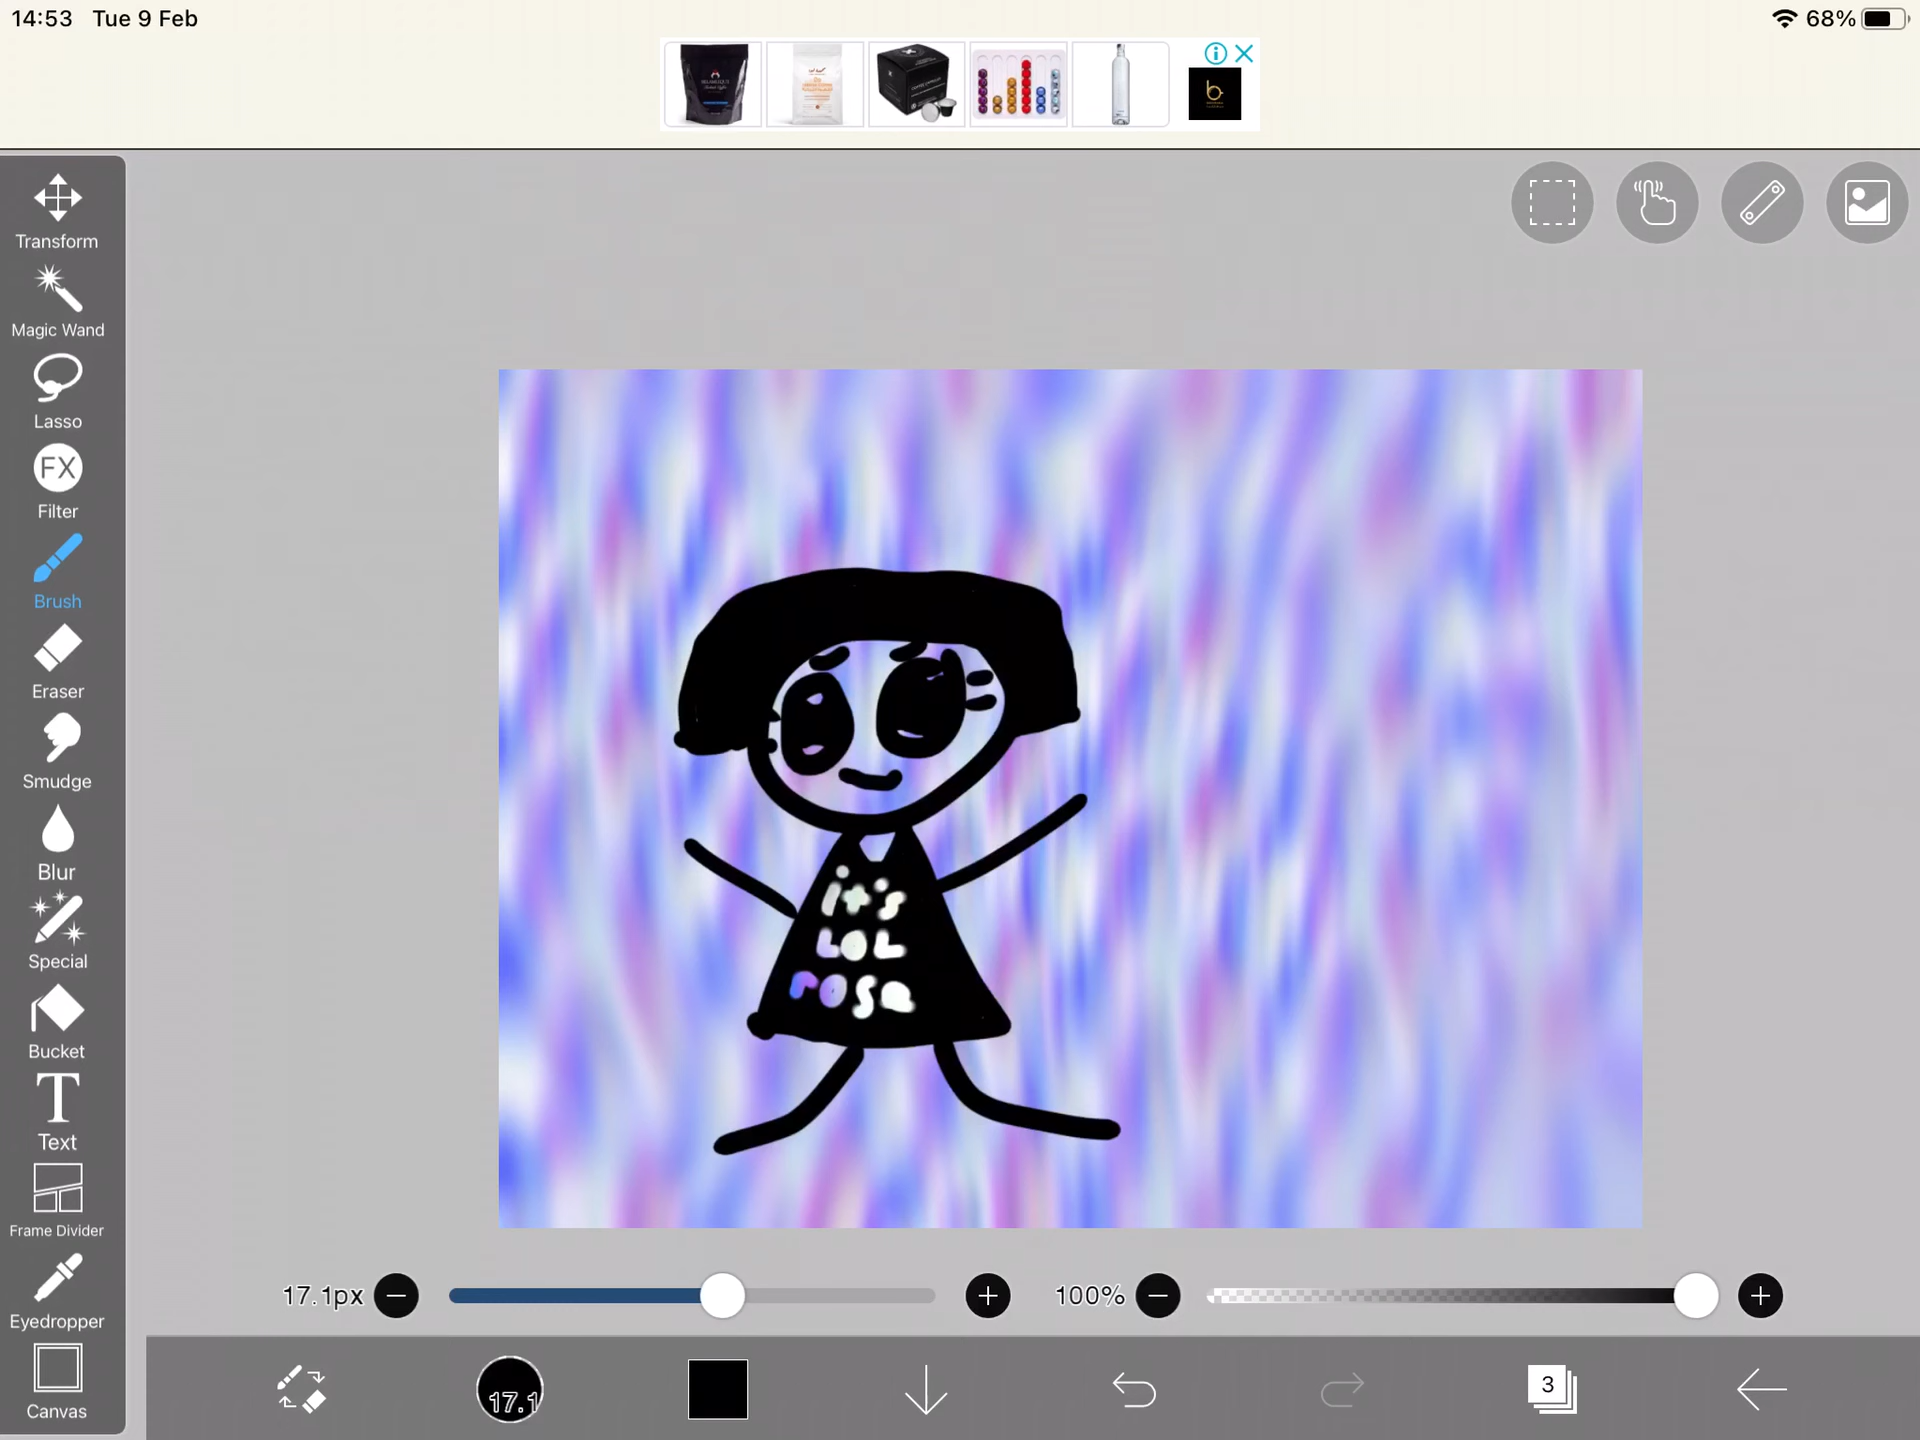 14:53 Tue 9 Feb
68%
Transform
Magic Wand
Lasso
FX
Filter
Brush
Eraser
Smudge
Blur
Special
Bucket
T
Text
Frame Divider
Eyedropper
Canvas
it's
LOL
rosa
17.1px
100%
17.1
3